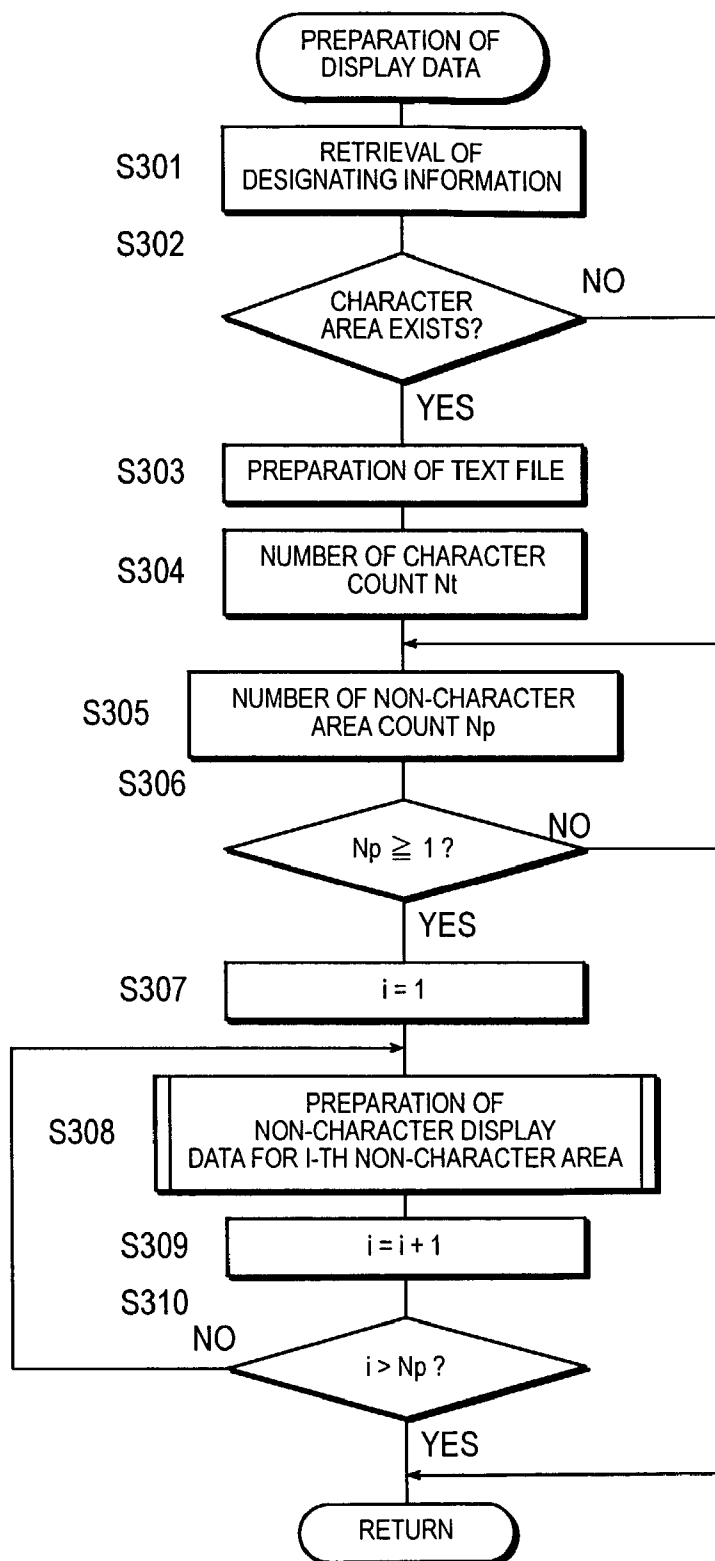 PREPARATION OF
DISPLAY DATA
S301
RETRIEVAL OF
DESIGNATING INFORMATION
S302
CHARACTER
AREA EXISTS?
NO
YES
S303
PREPARATION OF TEXT FILE
S304
NUMBER OF CHARACTER
COUNT Nt
S305
NUMBER OF NON-CHARACTER
AREA COUNT Np
S306
Np ≧ 1 ?
NO
YES
S307
i = 1
S308
PREPARATION OF
NON-CHARACTER DISPLAY
DATA FOR I-TH NON-CHARACTER AREA
S309
i = i + 1
S310
NO
i > Np ?
YES
RETURN